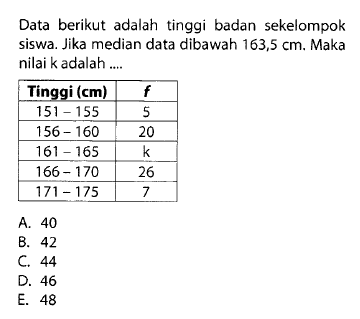 Data berikut adalah tinggi badan sekelompok
siswa. Jika median data dibawah 163,5 cm. Maka
nilai k adalah ....
Tinggi (cm) f
151 – 155 5
156 – 160 20
161 – 165 k
166 – 170 26
171 – 175 7
A. 40
B. 42
C. 44
D. 46
E. 48